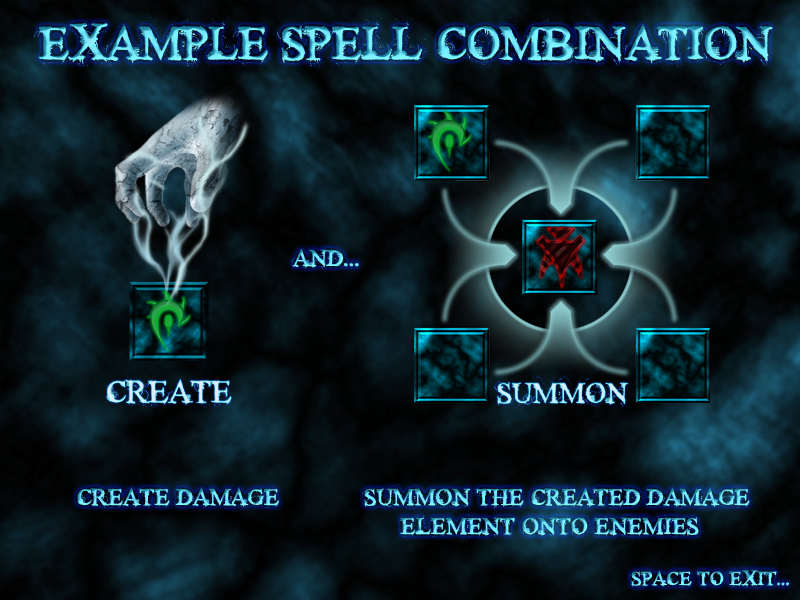 EXAMPLE SPELL COMBINATION
AND...
CREATE
SUMMON
CREATE DAMAGE
SUMMON THE CREATED DAMAGE
ELEMENT ONTO ENEMIES
SPACE TO EXIT...